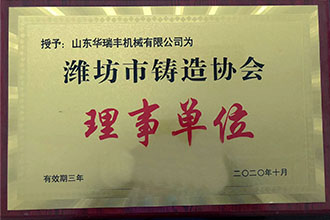 授予：山东华瑞丰机械有限公司为
潍坊市铸造协会
理事单位
有效期三年
二〇二〇年十月